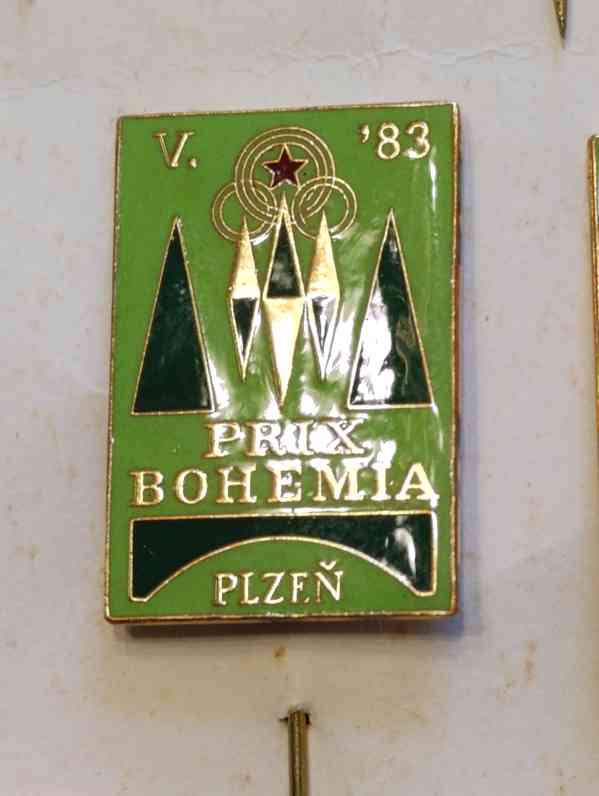 V. '83
PRIX
BOHEMIA
PLZEŇ